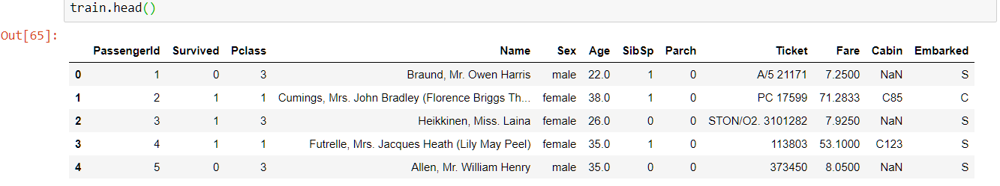 train.head()
Out[65]:
PassengerId Survived Pclass Name Sex Age SibSp Parch Ticket Fare Cabin Embarked
0 1 0 3 Braund, Mr. Owen Harris male 22.0 1 0 A/5 21171 7.2500 NaN S
1 2 1 1 Cumings, Mrs. John Bradley (Florence Briggs Th... female 38.0 1 0 PC 17599 71.2833 C85 C
2 3 1 3 Heikkinen, Miss. Laina female 26.0 0 0 STON/O2. 3101282 7.9250 NaN S
3 4 1 1 Futrelle, Mrs. Jacques Heath (Lily May Peel) female 35.0 1 0 113803 53.1000 C123 S
4 5 0 3 Allen, Mr. William Henry male 35.0 0 0 373450 8.0500 NaN S